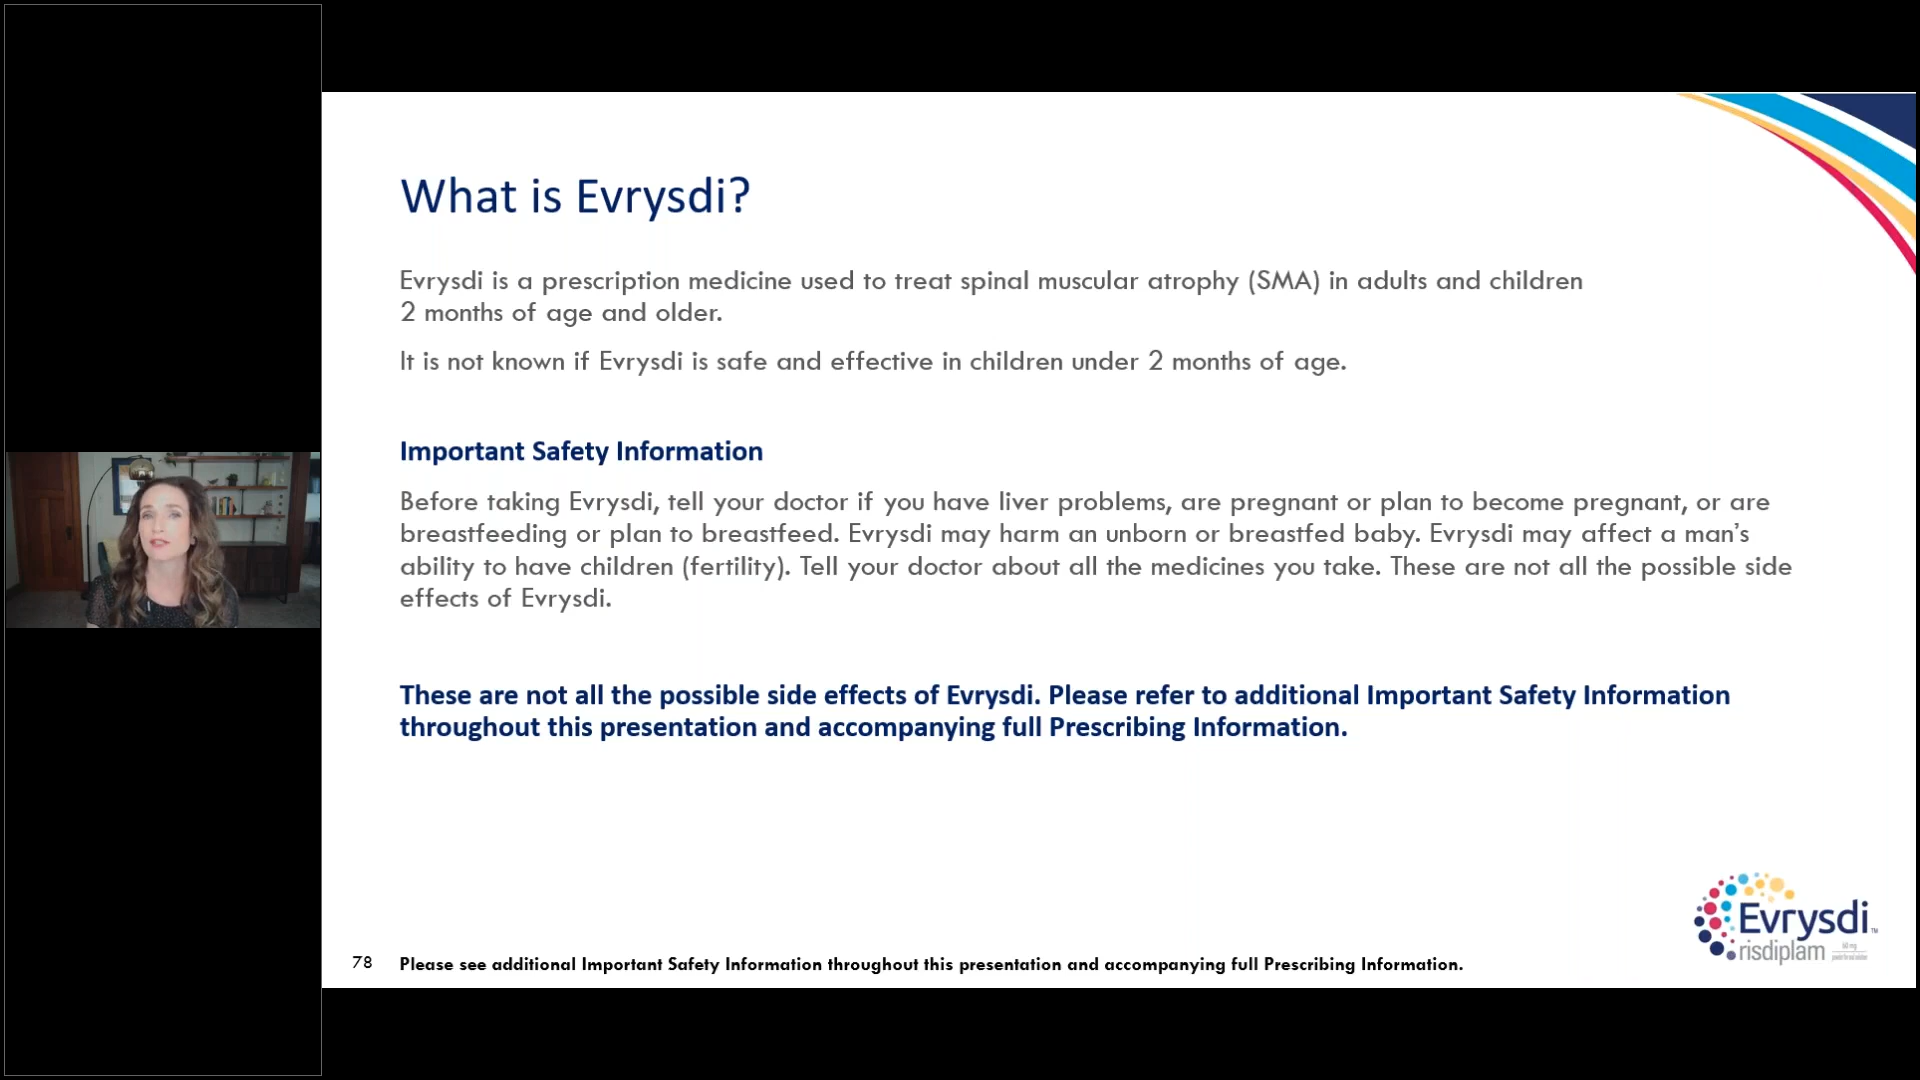 What is Evrysdi?
Evrysdi is a prescription medicine used to treat spinal muscular atrophy (SMA) in adults and children
2 months of age and older.
It is not known if Evrysdi is safe and effective in children under 2 months of age.
Important Safety Information
Before taking Evrysdi, tell your doctor if you have liver problems, are pregnant or plan to become pregnant, or are
breastfeeding or plan to breastfeed. Evrysdi may harm an unborn or breastfed baby. Evrysdi may affect a man’s
ability to have children (fertility). Tell your doctor about all the medicines you take. These are not all the possible side
effects of Evrysdi.
These are not all the possible side effects of Evrysdi. Please refer to additional Important Safety Information
throughout this presentation and accompanying full Prescribing Information.
Evrysdi™
risdiplam
78 Please see additional Important Safety Information throughout this presentation and accompanying full Prescribing Information.